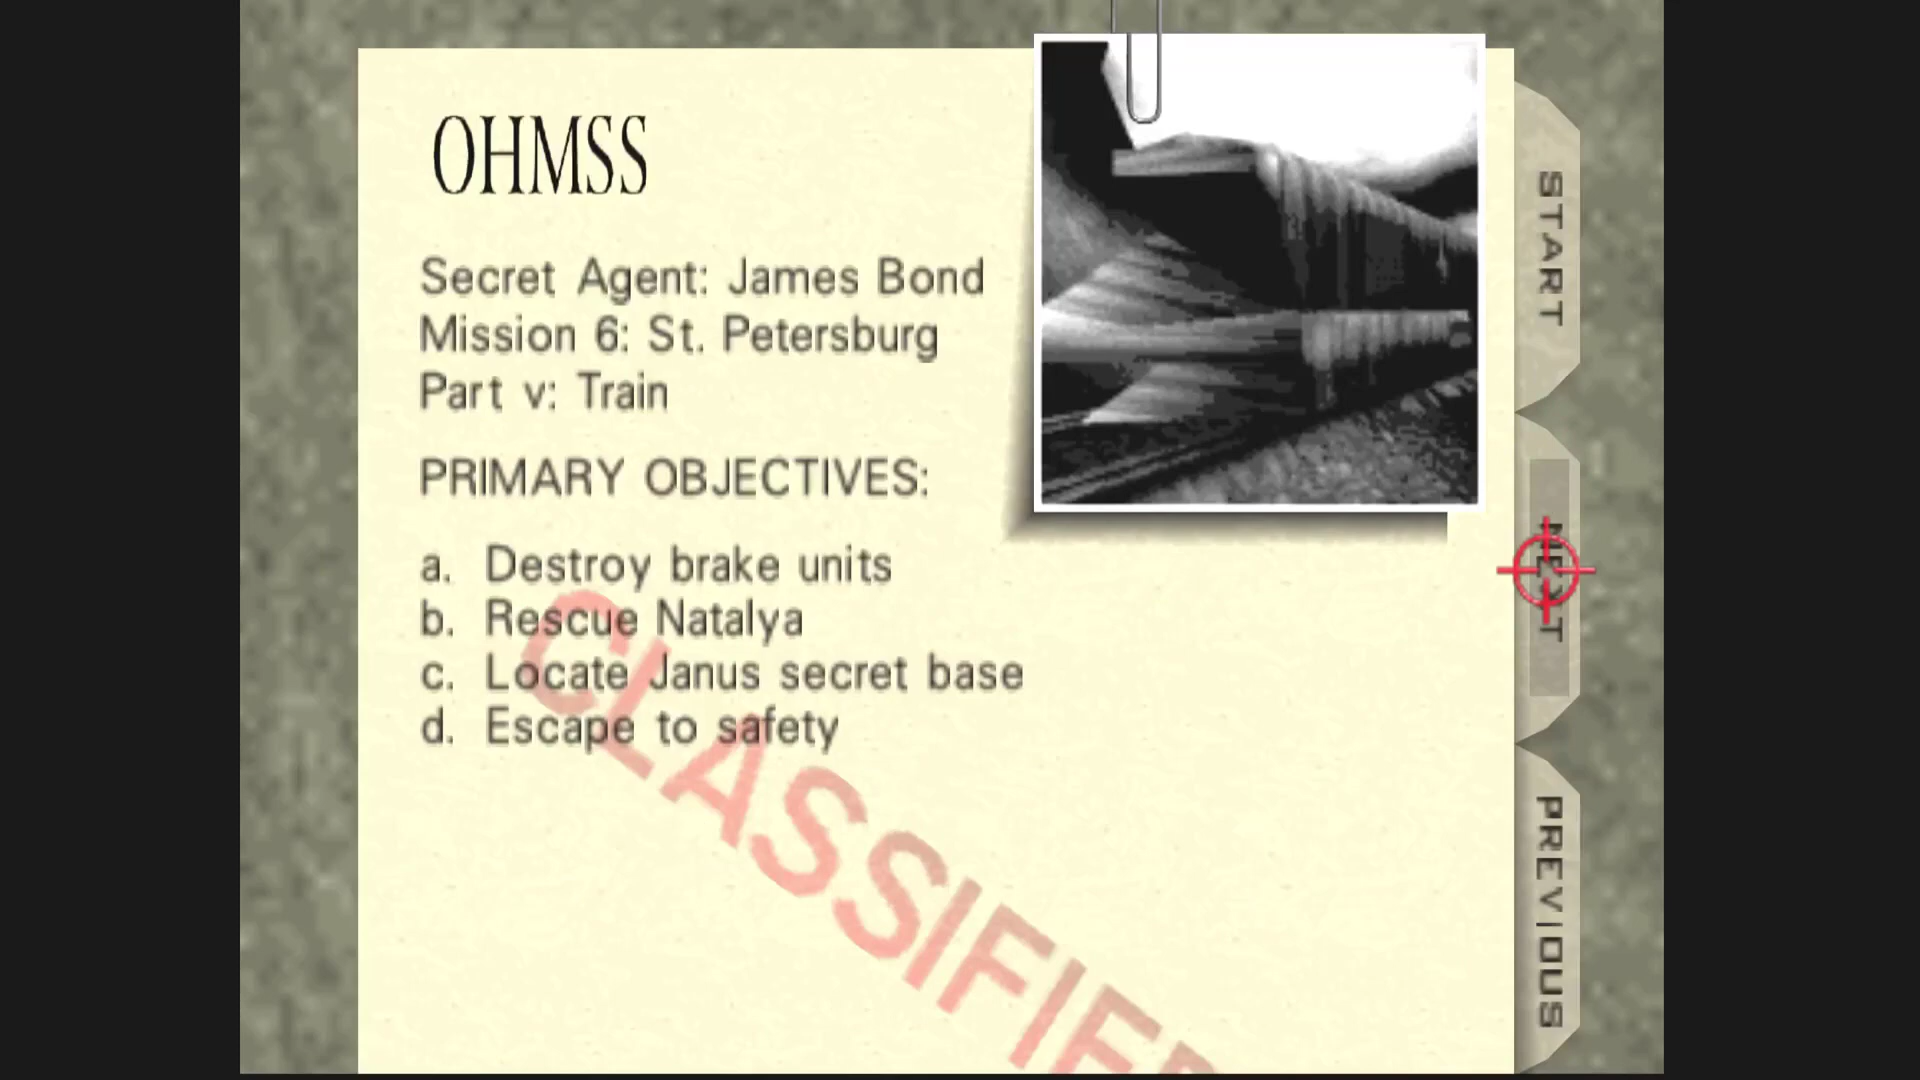 OHMSS
Secret Agent: James Bond
Mission 6: St. Petersburg
Part v: Train
PRIMARY OBJECTIVES:
a. Destroy brake units
b. Rescue Natalya
c. Locate Janus secret base
d. Escape to safety
CLASSIFIED
START
NEXT
PREVIOUS